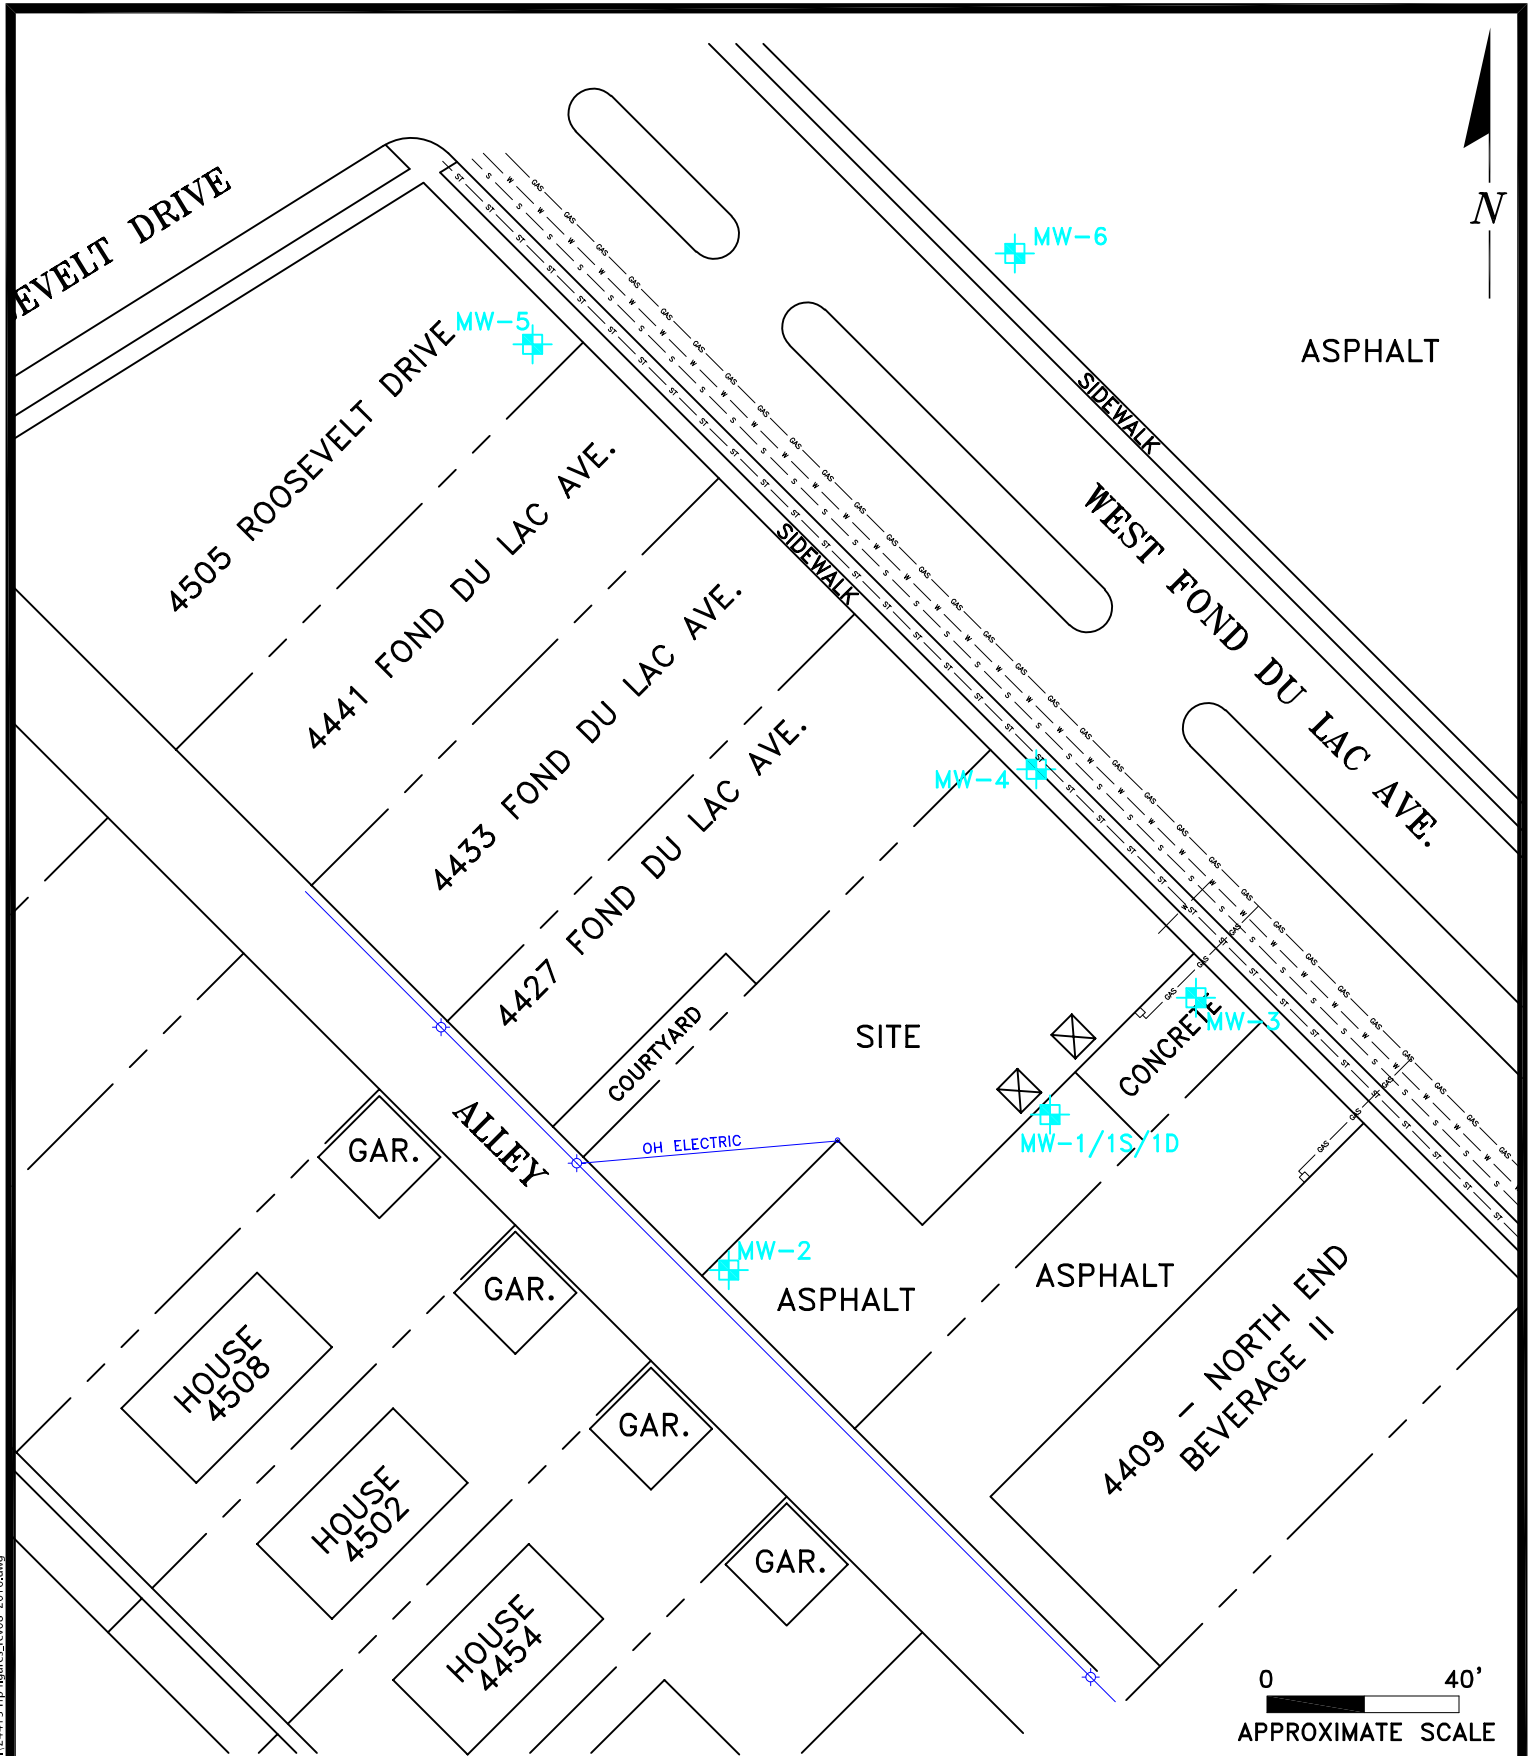 N
MW-6
EVELT DRIVE
MW-5
ASPHALT
SIDEWALK
4505 ROOSEVELT DRIVE
4441 FOND DU LAC AVE.
SIDEWALK
WEST FOND DU LAC AVE.
4433 FOND DU LAC AVE.
4427 FOND DU LAC AVE.
MW-4
MW-3
SITE
COURTYARD
CONCRETE
MW-1/1S/1D
OH ELECTRIC
ALLEY
GAR.
MW-2
ASPHALT
ASPHALT
GAR.
HOUSE
4508
4409 - NORTH END
BEVERAGE II
GAR.
HOUSE
4502
GAR.
HOUSE
4454
0 40'
APPROXIMATE SCALE
GAS
W
S
ST